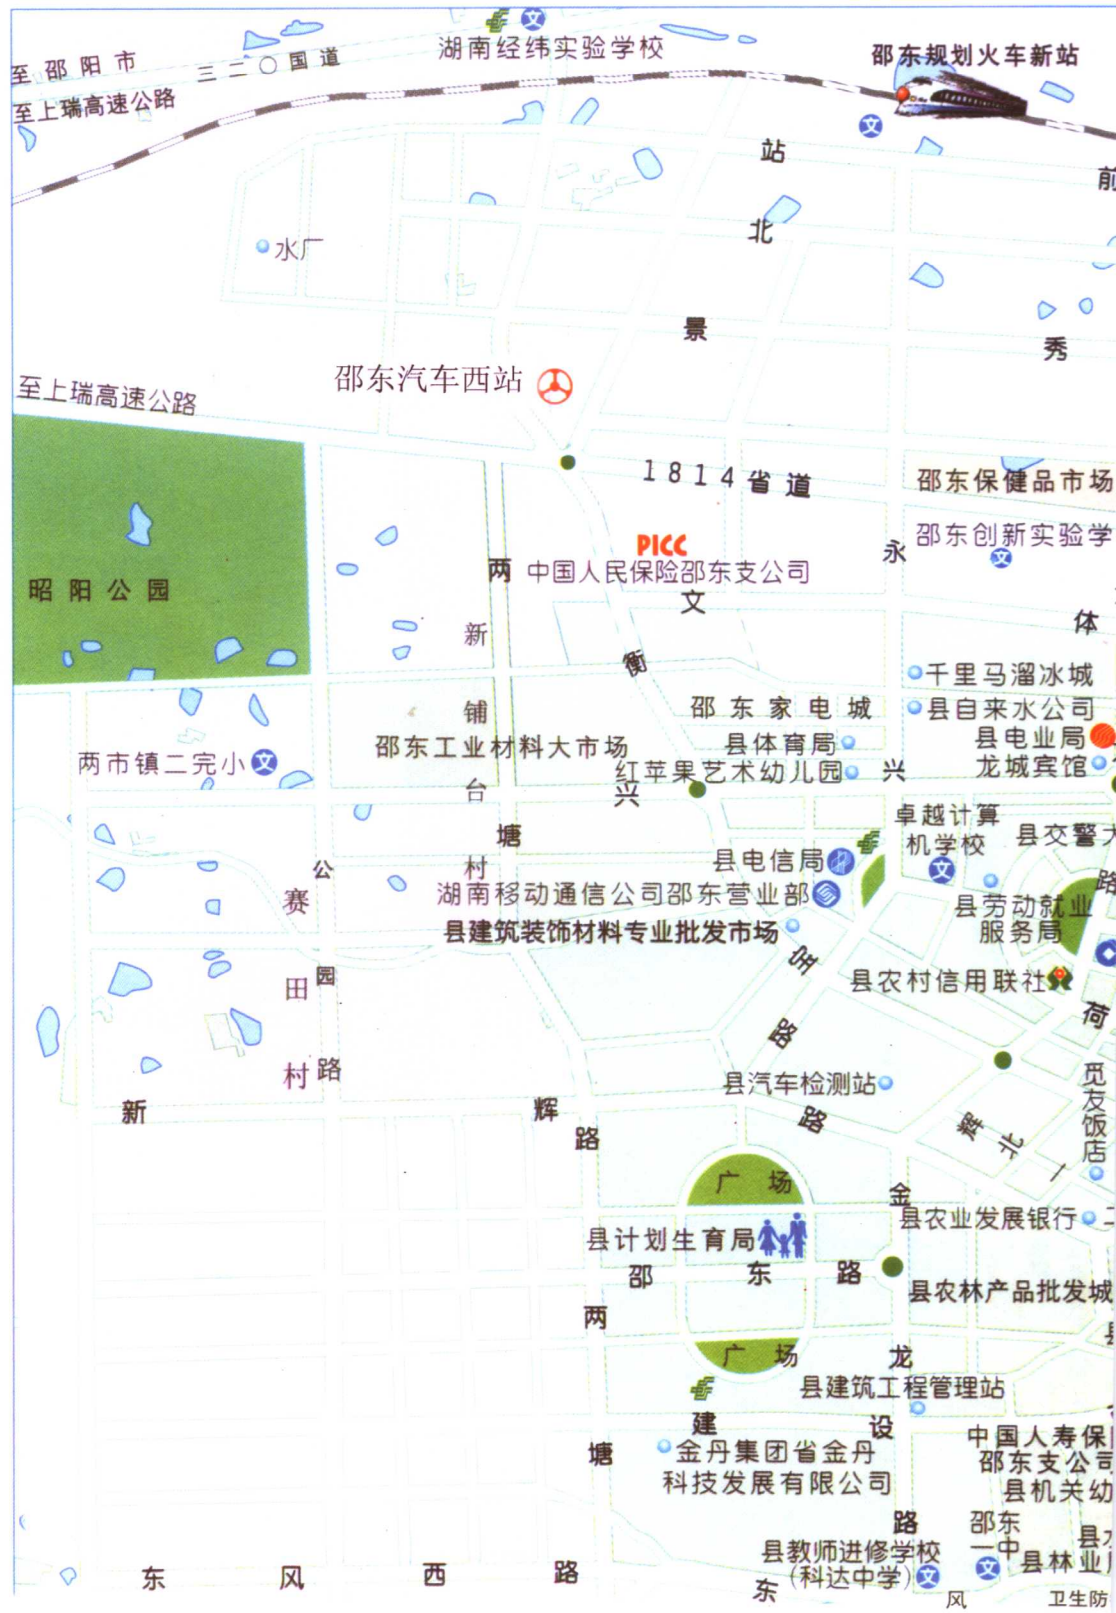 湖南经纬实验学校
邵东规划火车新站
至邵阳市
三二〇国道
至上瑞高速公路
站
前
北
水厂
景
秀
邵东汽车西站
至上瑞高速公路
1814省道
邵东保健品市场
邵东创新实验学
永
PICC
中国人民保险邵东支公司
两
文
昭阳公园
体
新
衡
千里马溜冰城
邵东家电城
县自来水公司
铺
邵东工业材料大市场
县体育局
县电业局
两市镇二完小
红苹果艺术幼儿园
兴
龙城宾馆
台
兴
卓越计算
机学校
县交警大
塘
村
县电信局
公
赛
湖南移动通信公司邵东营业部
路
县劳动就业
服务局
县建筑装饰材料专业批发市场
宝
田
园
县农村信用联社
荷
路
村
路
县汽车检测站
觅友饭店
新
辉
路
路
辉北一
广场
金
县农业发展银行
县计划生育局
邵东路
县农林产品批发城
两
广场
龙
县建筑工程管理站
建
设
塘
金丹集团省金丹
科技发展有限公司
中国人寿保
邵东支公司
县机关幼
路
邵东
一中
县教师进修学校
(科达中学)
县林业
东风西路
东
风
卫生防